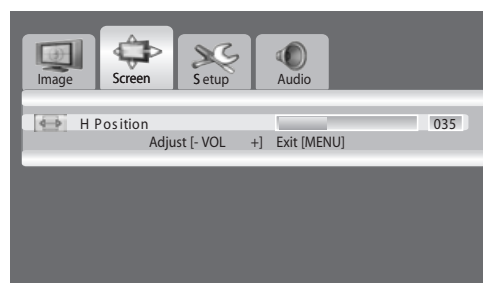 Image Screen Setup Audio
H Position 035
Adjust [- VOL +] Exit [MENU]